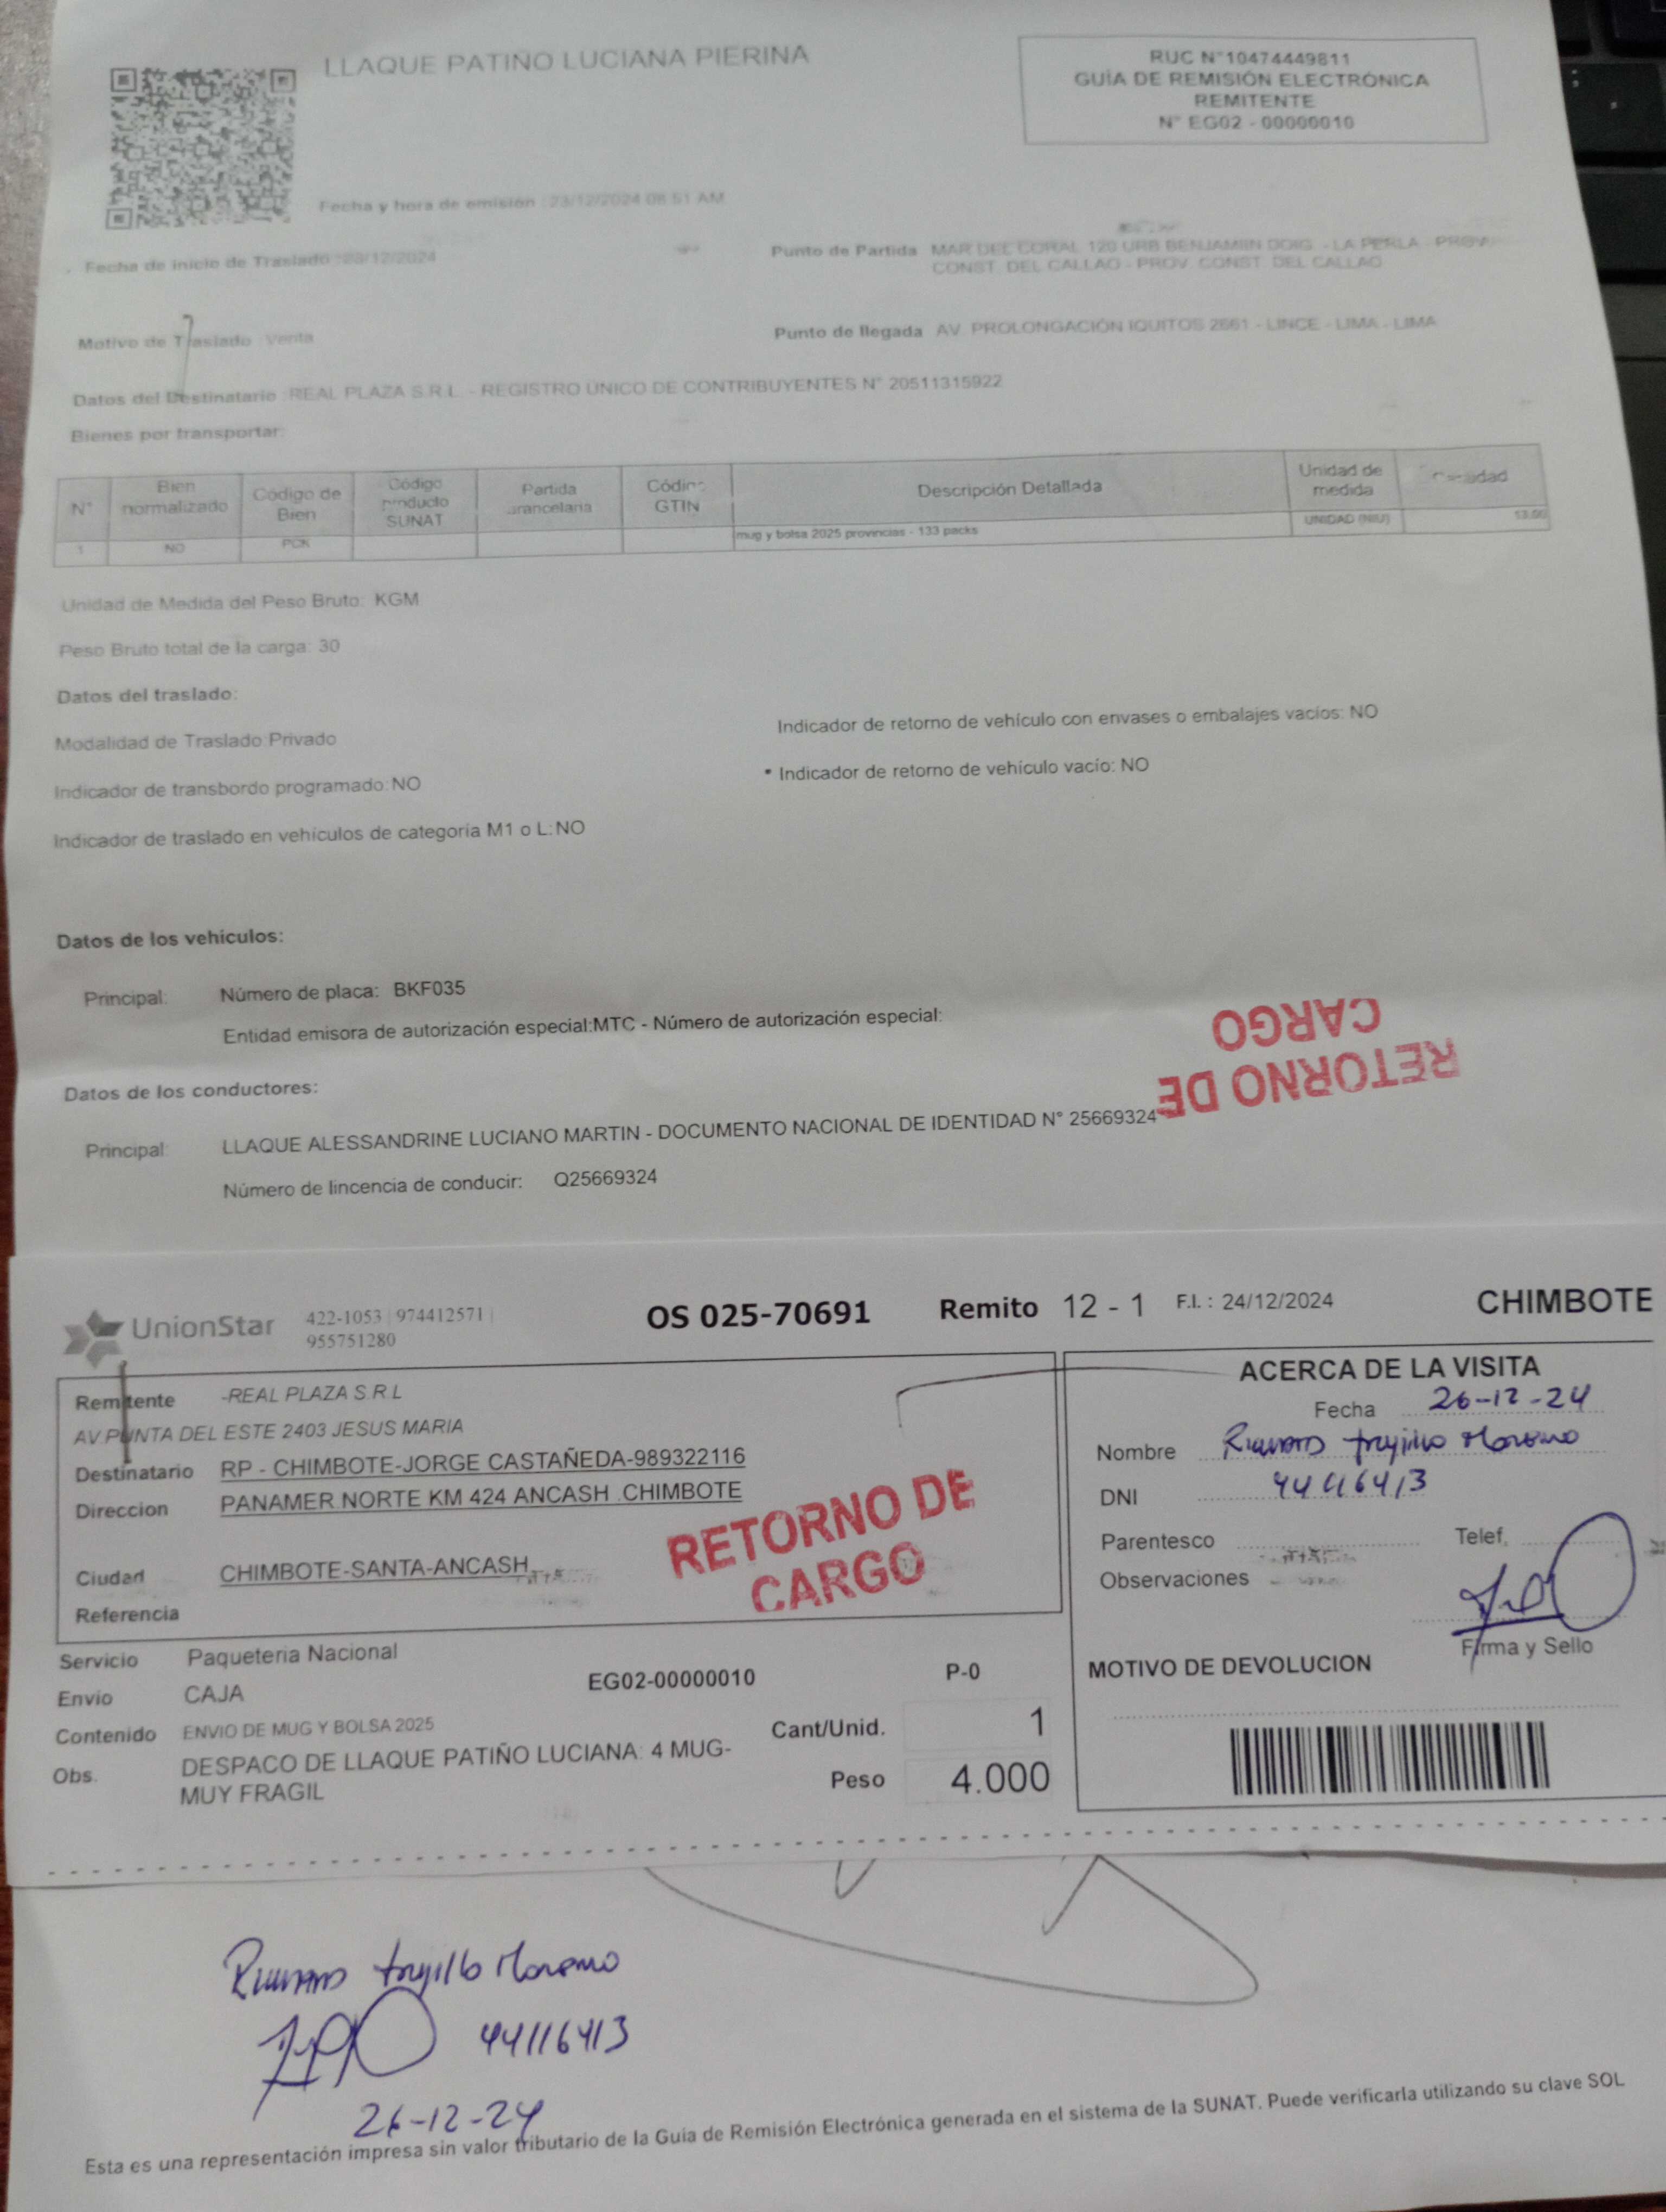 LLAQUE PATIÑO LUCIANA PIERINA
RUC N°10474449811
GUÍA DE REMISIÓN ELECTRÓNICA
REMITENTE
N° EG02 - 00000010
Fecha y hora de emisión : 23/12/2024 08:51 AM
Fecha de inicio de Traslado : /12/2024
Punto de Partida MAR DEL CORAL 120 URB BENJAMIIN DOIG - LA PERLA - PROV.
CONST. DEL CALLAO - PROV. CONST. DEL CALLAO
Motivo de Traslado : Venta
Punto de llegada AV. PROLONGACIÓN IQUITOS 2661 - LINCE - LIMA - LIMA
Datos del Destinatario :REAL PLAZA S.R.L. - REGISTRO ÚNICO DE CONTRIBUYENTES N° 20511315922
Bienes por transportar:
N° Bien normalizado Código de Bien Código producto SUNAT Partida arancelaria Código GTIN Descripción Detallada Unidad de medida Cantidad
1 NO PCK mug y bolsa 2025 provincias - 133 packs UNIDAD (NIU) 13.00
Unidad de Medida del Peso Bruto: KGM
Peso Bruto total de la carga: 30
Datos del traslado:
Modalidad de Traslado:Privado
Indicador de retorno de vehículo con envases o embalajes vacíos: NO
Indicador de transbordo programado:NO
Indicador de retorno de vehículo vacío: NO
Indicador de traslado en vehículos de categoría M1 o L:NO
Datos de los vehículos:
Principal: Número de placa: BKF035
Entidad emisora de autorización especial:MTC - Número de autorización especial:
RETORNO DE
CARGO
Datos de los conductores:
Principal: LLAQUE ALESSANDRINE LUCIANO MARTIN - DOCUMENTO NACIONAL DE IDENTIDAD N° 25669324
Número de lincencia de conducir: Q25669324
UnionStar 422-1053 | 974412571 |
955751280
OS 025-70691 Remito 12 - 1 F.I. : 24/12/2024 CHIMBOTE
Remitente -REAL PLAZA S.R.L
AV.PUNTA DEL ESTE 2403 JESUS MARIA
Destinatario RP - CHIMBOTE-JORGE CASTAÑEDA-989322116
Direccion PANAMER NORTE KM 424 ANCASH .CHIMBOTE
Ciudad CHIMBOTE-SANTA-ANCASH
Referencia
RETORNO DE
CARGO
ACERCA DE LA VISITA
Fecha 26-12-24
Nombre Trujillo Moreno
DNI 44116413
Parentesco Telef.
Observaciones
Firma y Sello
MOTIVO DE DEVOLUCION
Servicio Paqueteria Nacional
Envio CAJA EG02-00000010 P-0
Contenido ENVIO DE MUG Y BOLSA 2025 Cant/Unid. 1
Obs. DESPACO DE LLAQUE PATIÑO LUCIANA: 4 MUG-
MUY FRAGIL
Peso 4.000
Trujillo Moreno
44116413
26-12-24
Esta es una representación impresa sin valor tributario de la Guía de Remisión Electrónica generada en el sistema de la SUNAT. Puede verificarla utilizando su clave SOL